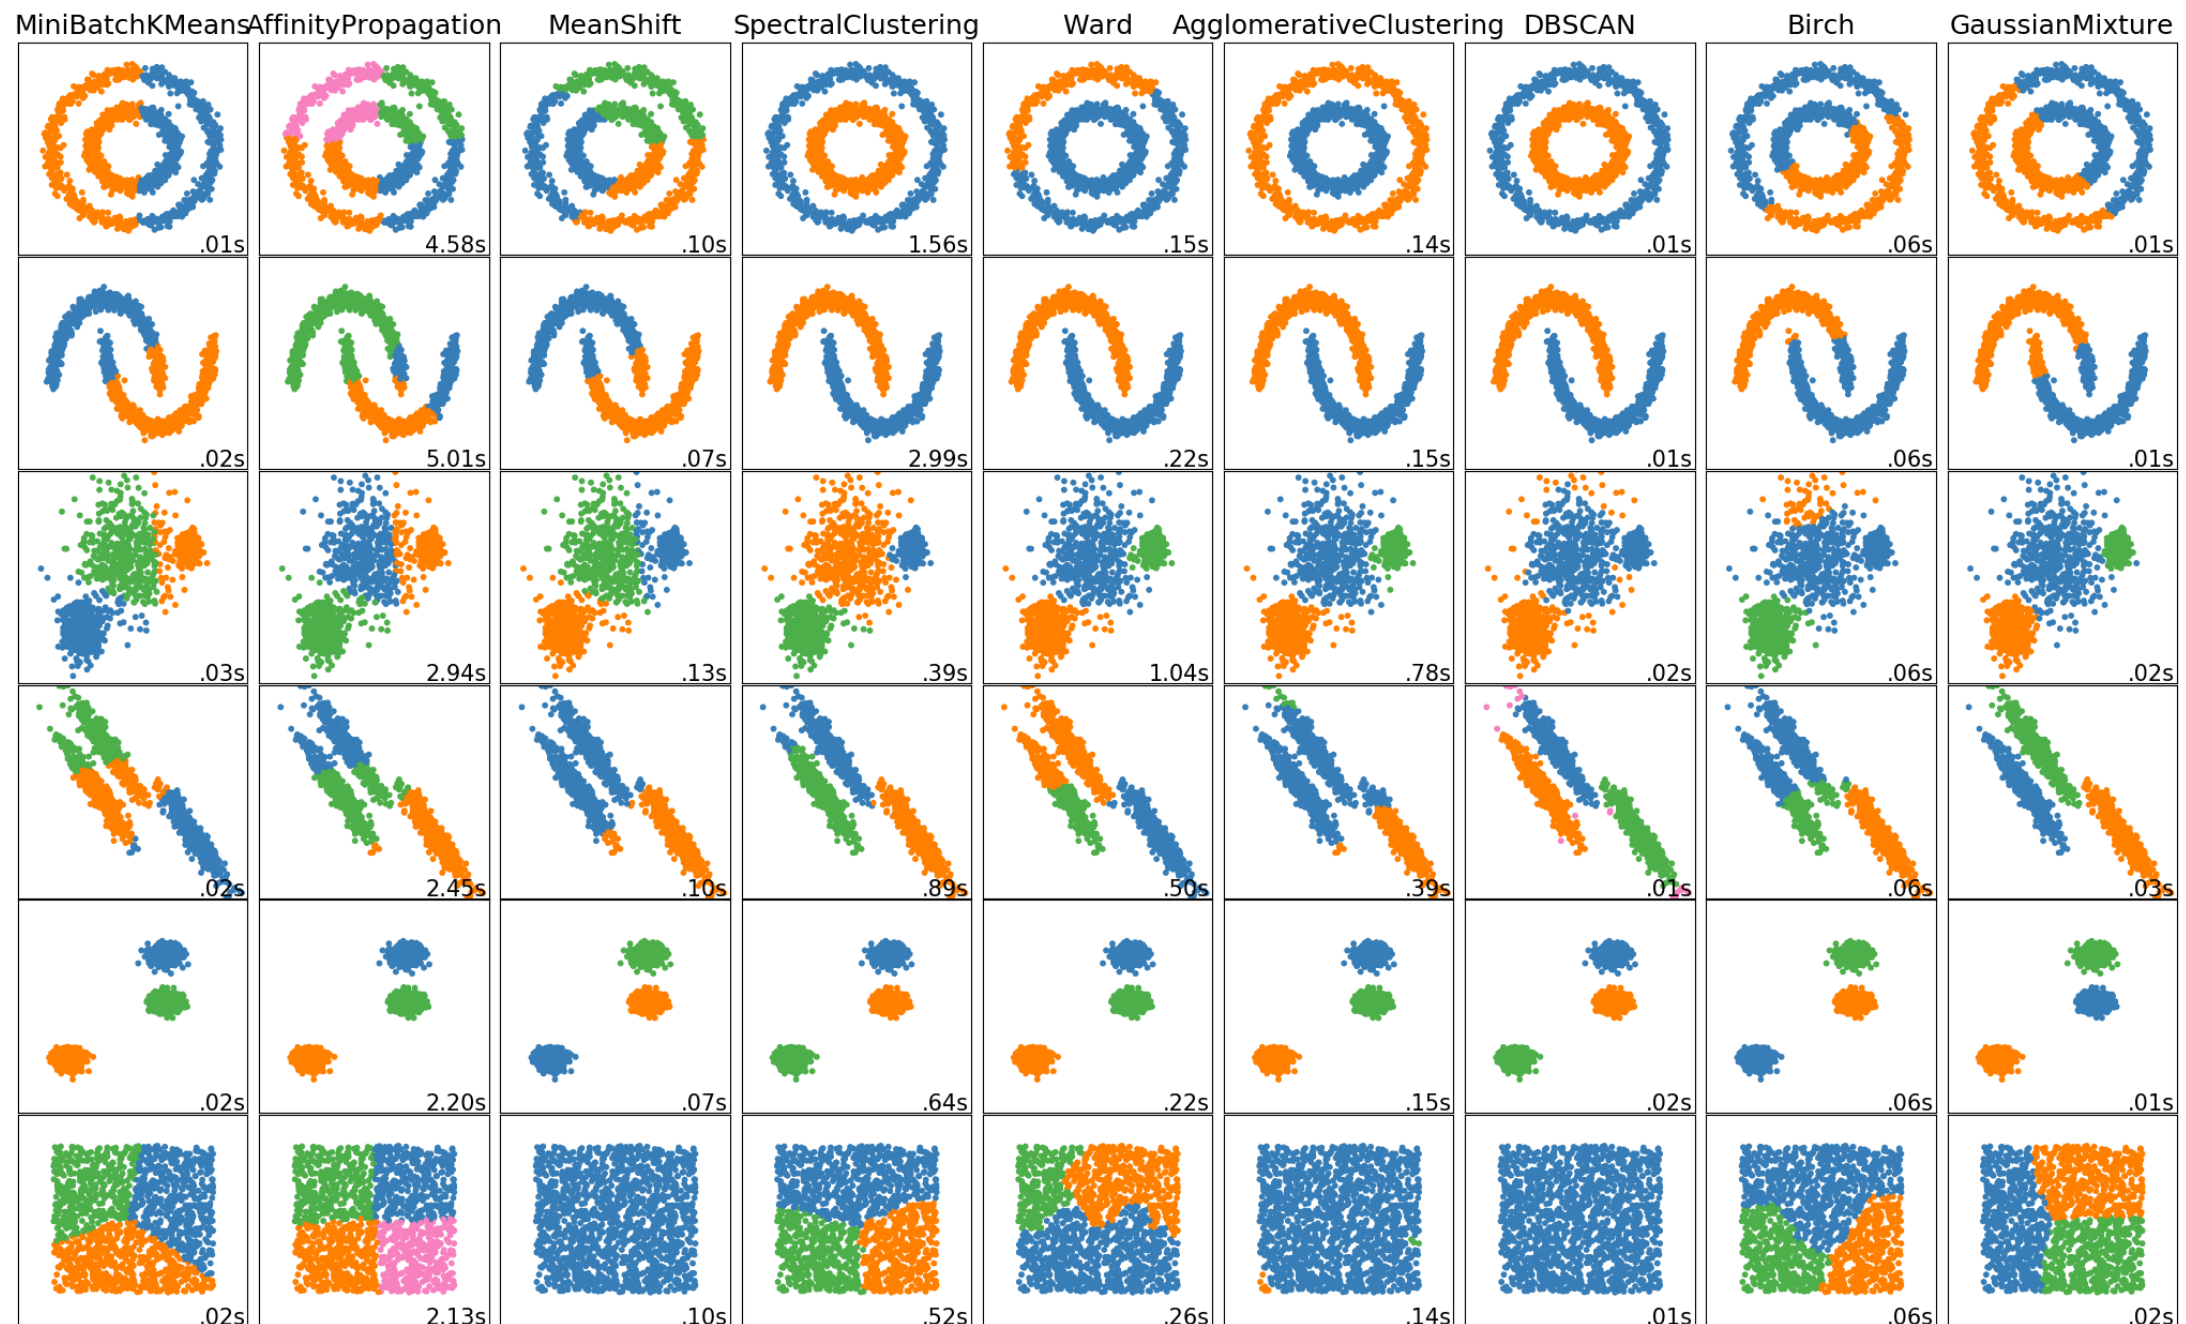 MiniBatchKMeans AffinityPropagation MeanShift SpectralClustering Ward AgglomerativeClustering DBSCAN Birch GaussianMixture
.01s 4.58s .10s 1.56s .15s .14s .01s .06s .01s
.02s 5.01s .07s 2.99s .22s .15s .01s .06s .01s
.03s 2.94s .13s .39s 1.04s .78s .02s .06s .02s
.02s 2.45s .10s .89s .50s .39s .01s .06s .03s
.02s 2.20s .07s .64s .22s .15s .02s .06s .01s
.02s 2.13s .10s .52s .26s .14s .01s .06s .02s